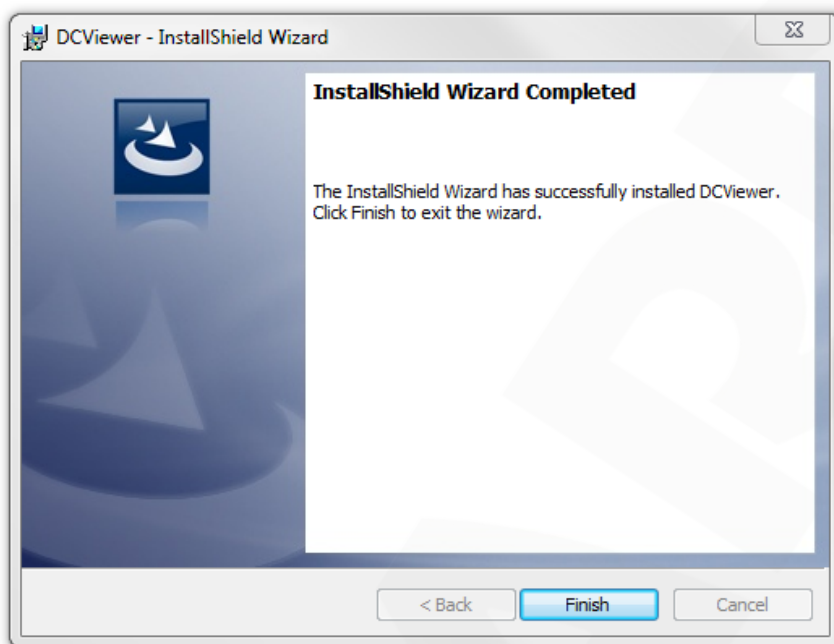 DCViewer - InstallShield Wizard
InstallShield Wizard Completed
The InstallShield Wizard has successfully installed DCViewer.
Click Finish to exit the wizard.
< Back Finish Cancel